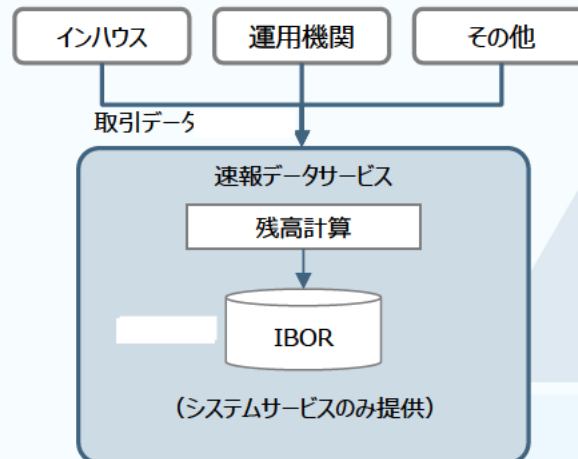 インハウス
運用機関
その他
取引データ
速報データサービス
残高計算
IBOR
（システムサービスのみ提供）